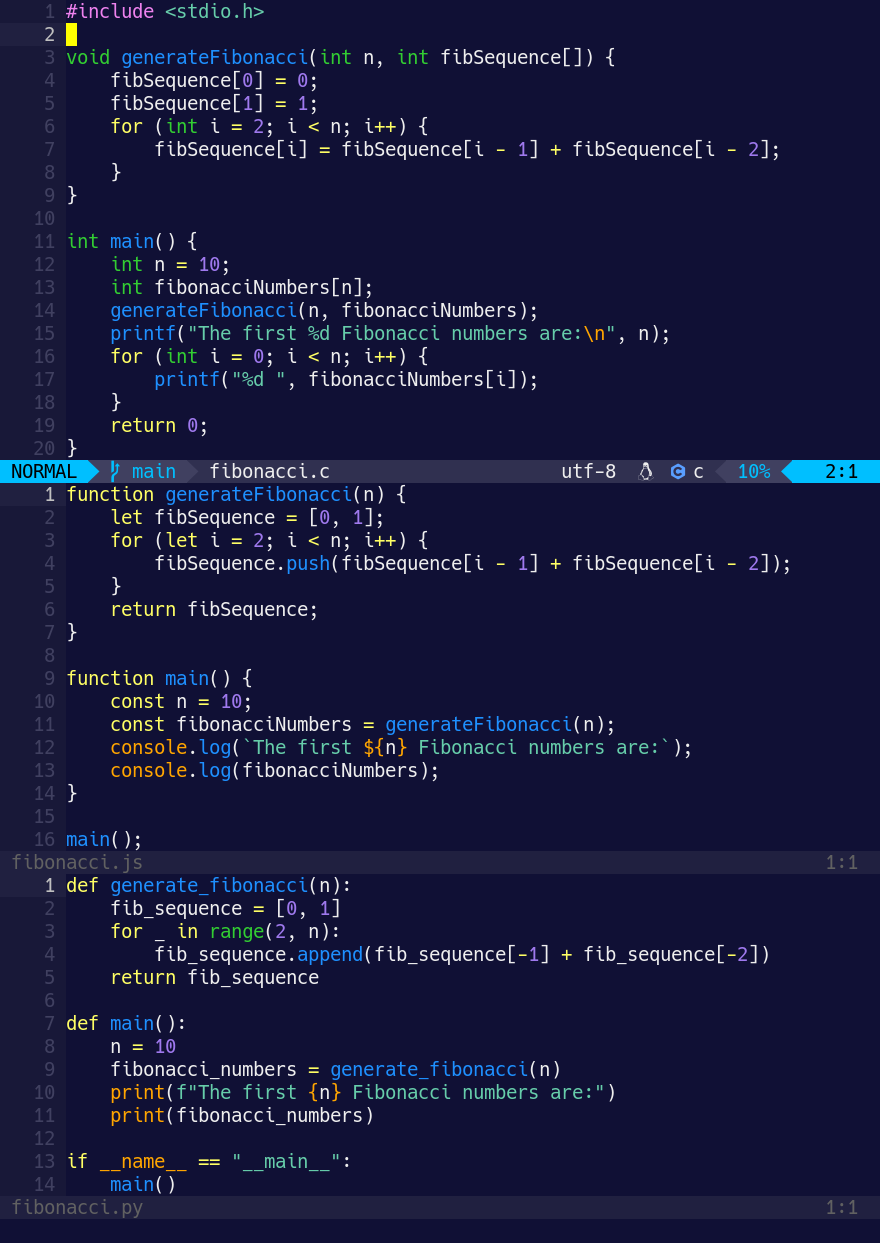 1 #include <stdio.h>
2
3 void generateFibonacci(int n, int fibSequence[]) {
4     fibSequence[0] = 0;
5     fibSequence[1] = 1;
6     for (int i = 2; i < n; i++) {
7         fibSequence[i] = fibSequence[i - 1] + fibSequence[i - 2];
8     }
9 }
10
11 int main() {
12     int n = 10;
13     int fibonacciNumbers[n];
14     generateFibonacci(n, fibonacciNumbers);
15     printf("The first %d Fibonacci numbers are:\n", n);
16     for (int i = 0; i < n; i++) {
17         printf("%d ", fibonacciNumbers[i]);
18     }
19     return 0;
20 }
NORMAL main fibonacci.c utf-8 c 10% 2:1
1 function generateFibonacci(n) {
2     let fibSequence = [0, 1];
3     for (let i = 2; i < n; i++) {
4         fibSequence.push(fibSequence[i - 1] + fibSequence[i - 2]);
5     }
6     return fibSequence;
7 }
8
9 function main() {
10     const n = 10;
11     const fibonacciNumbers = generateFibonacci(n);
12     console.log(`The first ${n} Fibonacci numbers are:`);
13     console.log(fibonacciNumbers);
14 }
15
16 main();
fibonacci.js 1:1
1 def generate_fibonacci(n):
2     fib_sequence = [0, 1]
3     for _ in range(2, n):
4         fib_sequence.append(fib_sequence[-1] + fib_sequence[-2])
5     return fib_sequence
6
7 def main():
8     n = 10
9     fibonacci_numbers = generate_fibonacci(n)
10     print(f"The first {n} Fibonacci numbers are:")
11     print(fibonacci_numbers)
12
13 if __name__ == "__main__":
14     main()
fibonacci.py 1:1